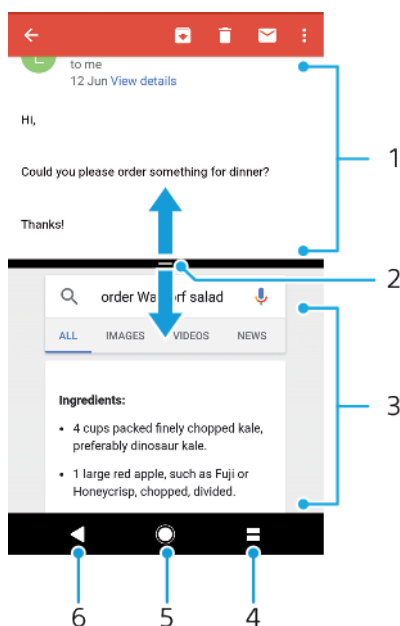 to me
12 Jun View details
Hi,
Could you please order something for dinner?
Thanks!
1
2
order Wa rf salad
ALL IMAGES VIDEOS NEWS
3
Ingredients:
• 4 cups packed finely chopped kale,
preferably dinosaur kale.
• 1 large red apple, such as Fuji or
Honeycrisp, chopped, divided.
6 5 4